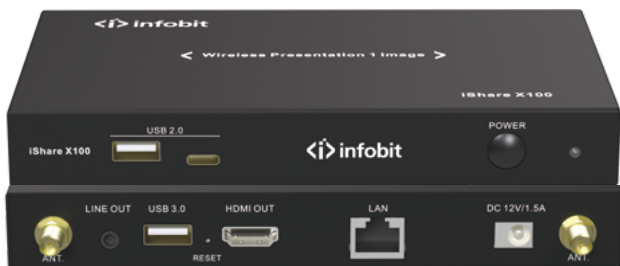 <i> infobit
< Wireless Presentation 1 Image >
iShare X100
USB 2.0
POWER
iShare X100
<i> infobit
LINE OUT USB 3.0 HDMI OUT LAN DC 12V/1.5A
ANT. RESET ANT.